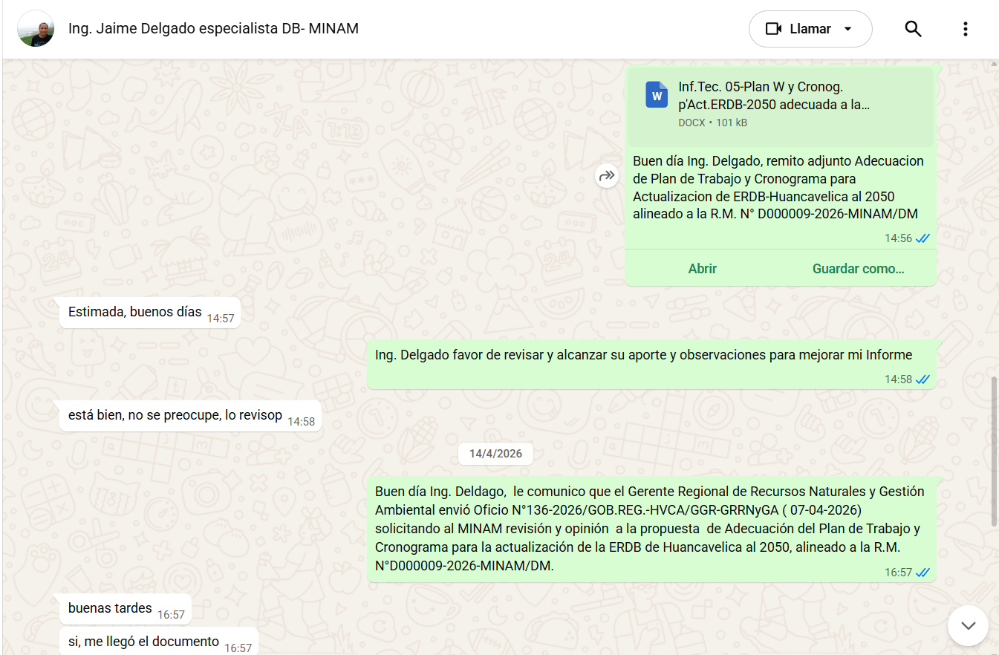 Ing. Jaime Delgado especialista DB- MINAM
Llamar
W
Inf.Tec. 05-Plan W y Cronog.
p'Act.ERDB-2050 adecuada a la…
DOCX • 101 kB
Buen día Ing. Delgado, remito adjunto Adecuacion
de Plan de Trabajo y Cronograma para
Actualizacion de ERDB-Huancavelica al 2050
alineado a la R.M. N° D000009-2026-MINAM/DM
14:56
Abrir
Guardar como...
Estimada, buenos días 14:57
Ing. Delgado favor de revisar y alcanzar su aporte y observaciones para mejorar mi Informe
14:58
está bien, no se preocupe, lo revisop 14:58
14/4/2026
Buen día Ing. Deldago,  le comunico que el Gerente Regional de Recursos Naturales y Gestión
Ambiental envió Oficio N°136-2026/GOB.REG.-HVCA/GGR-GRRNyGA ( 07-04-2026)
solicitando al MINAM revisión y opinión  a la propuesta  de Adecuación del Plan de Trabajo y
Cronograma para la actualización de la ERDB de Huancavelica al 2050, alineado a la R.M.
N°D000009-2026-MINAM/DM.
16:57
buenas tardes 16:57
si, me llegó el documento 16:57